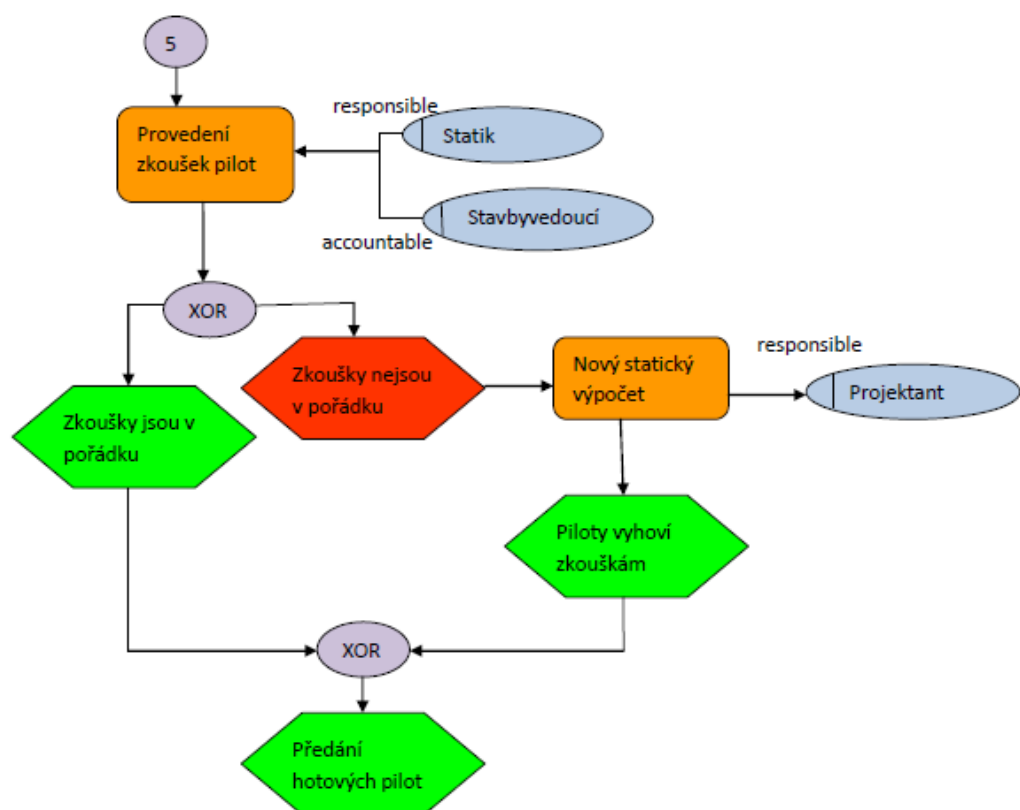 5
responsible
Provedení
zkoušek pilot
Statik
Stavbyvedoucí
accountable
XOR
Zkoušky nejsou
v pořádku
Nový statický
výpočet
responsible
Projektant
Zkoušky jsou v
pořádku
Piloty vyhoví
zkouškám
XOR
Předání
hotových pilot